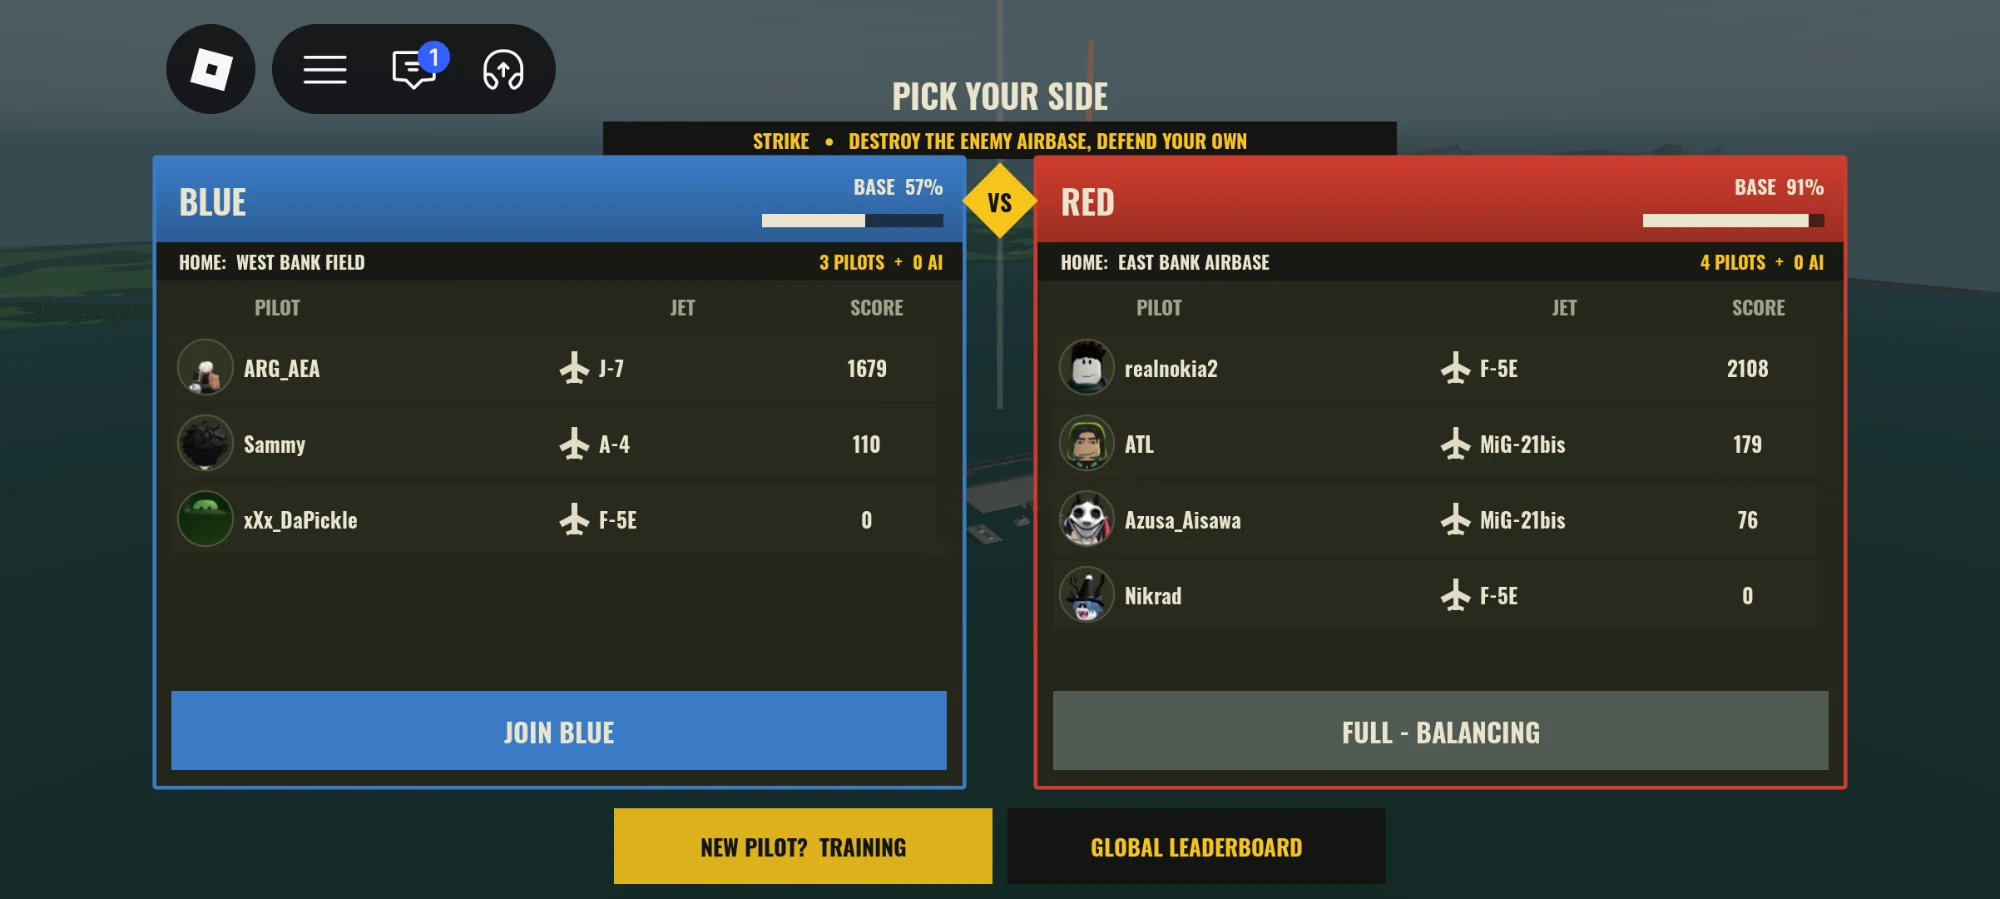 1
PICK YOUR SIDE
STRIKE • DESTROY THE ENEMY AIRBASE, DEFEND YOUR OWN
BLUE
BASE 57%
HOME: WEST BANK FIELD
3 PILOTS + 0 AI
PILOT JET SCORE
ARG_AEA J-7 1679
Sammy A-4 110
xXx_DaPickle F-5E 0
JOIN BLUE
VS
RED
BASE 91%
HOME: EAST BANK AIRBASE
4 PILOTS + 0 AI
PILOT JET SCORE
realnokia2 F-5E 2108
ATL MiG-21bis 179
Azusa_Aisawa MiG-21bis 76
Nikrad F-5E 0
FULL - BALANCING
NEW PILOT? TRAINING
GLOBAL LEADERBOARD